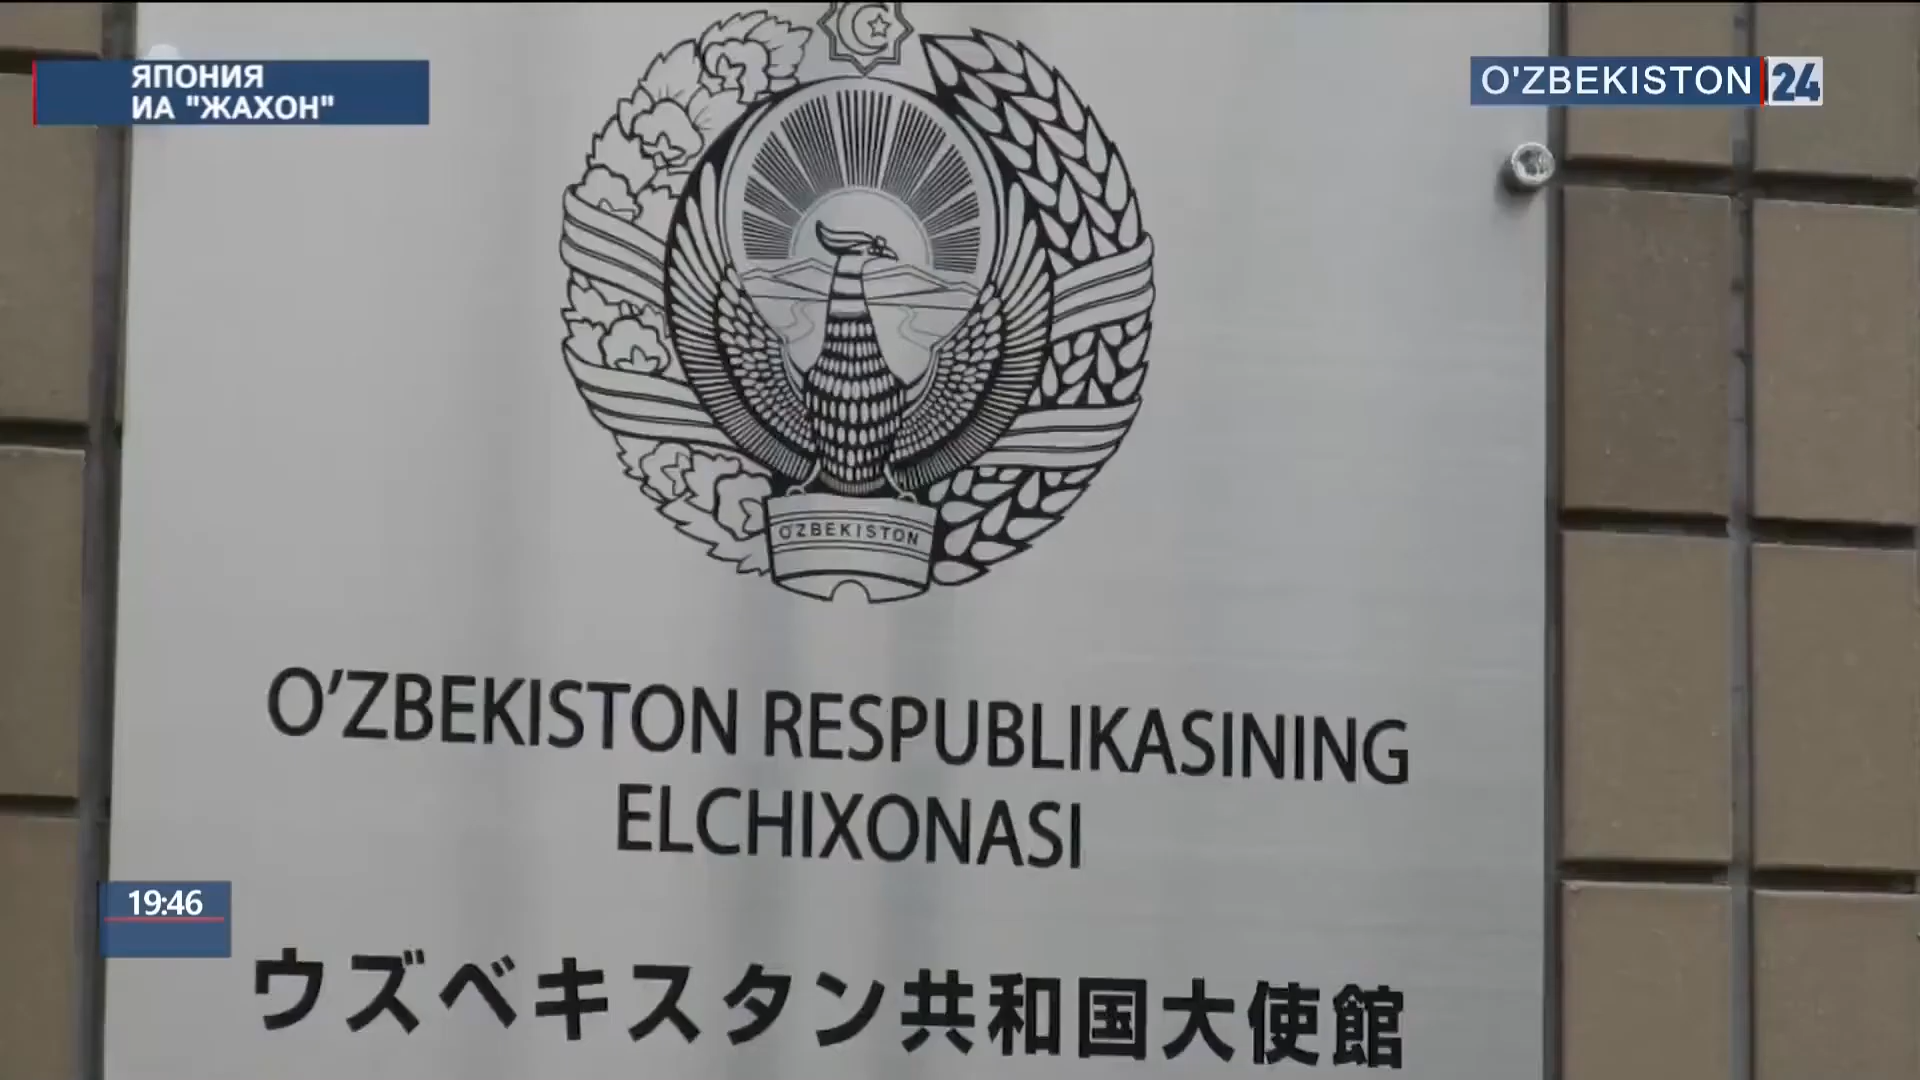 ЯПОНИЯ
ИА "ЖАХОН"
O'ZBEKISTON 24
O'ZBEKISTON
O'ZBEKISTON RESPUBLIKASINING
ELCHIXONASI
19:46
ウズベキスタン共和国大使館